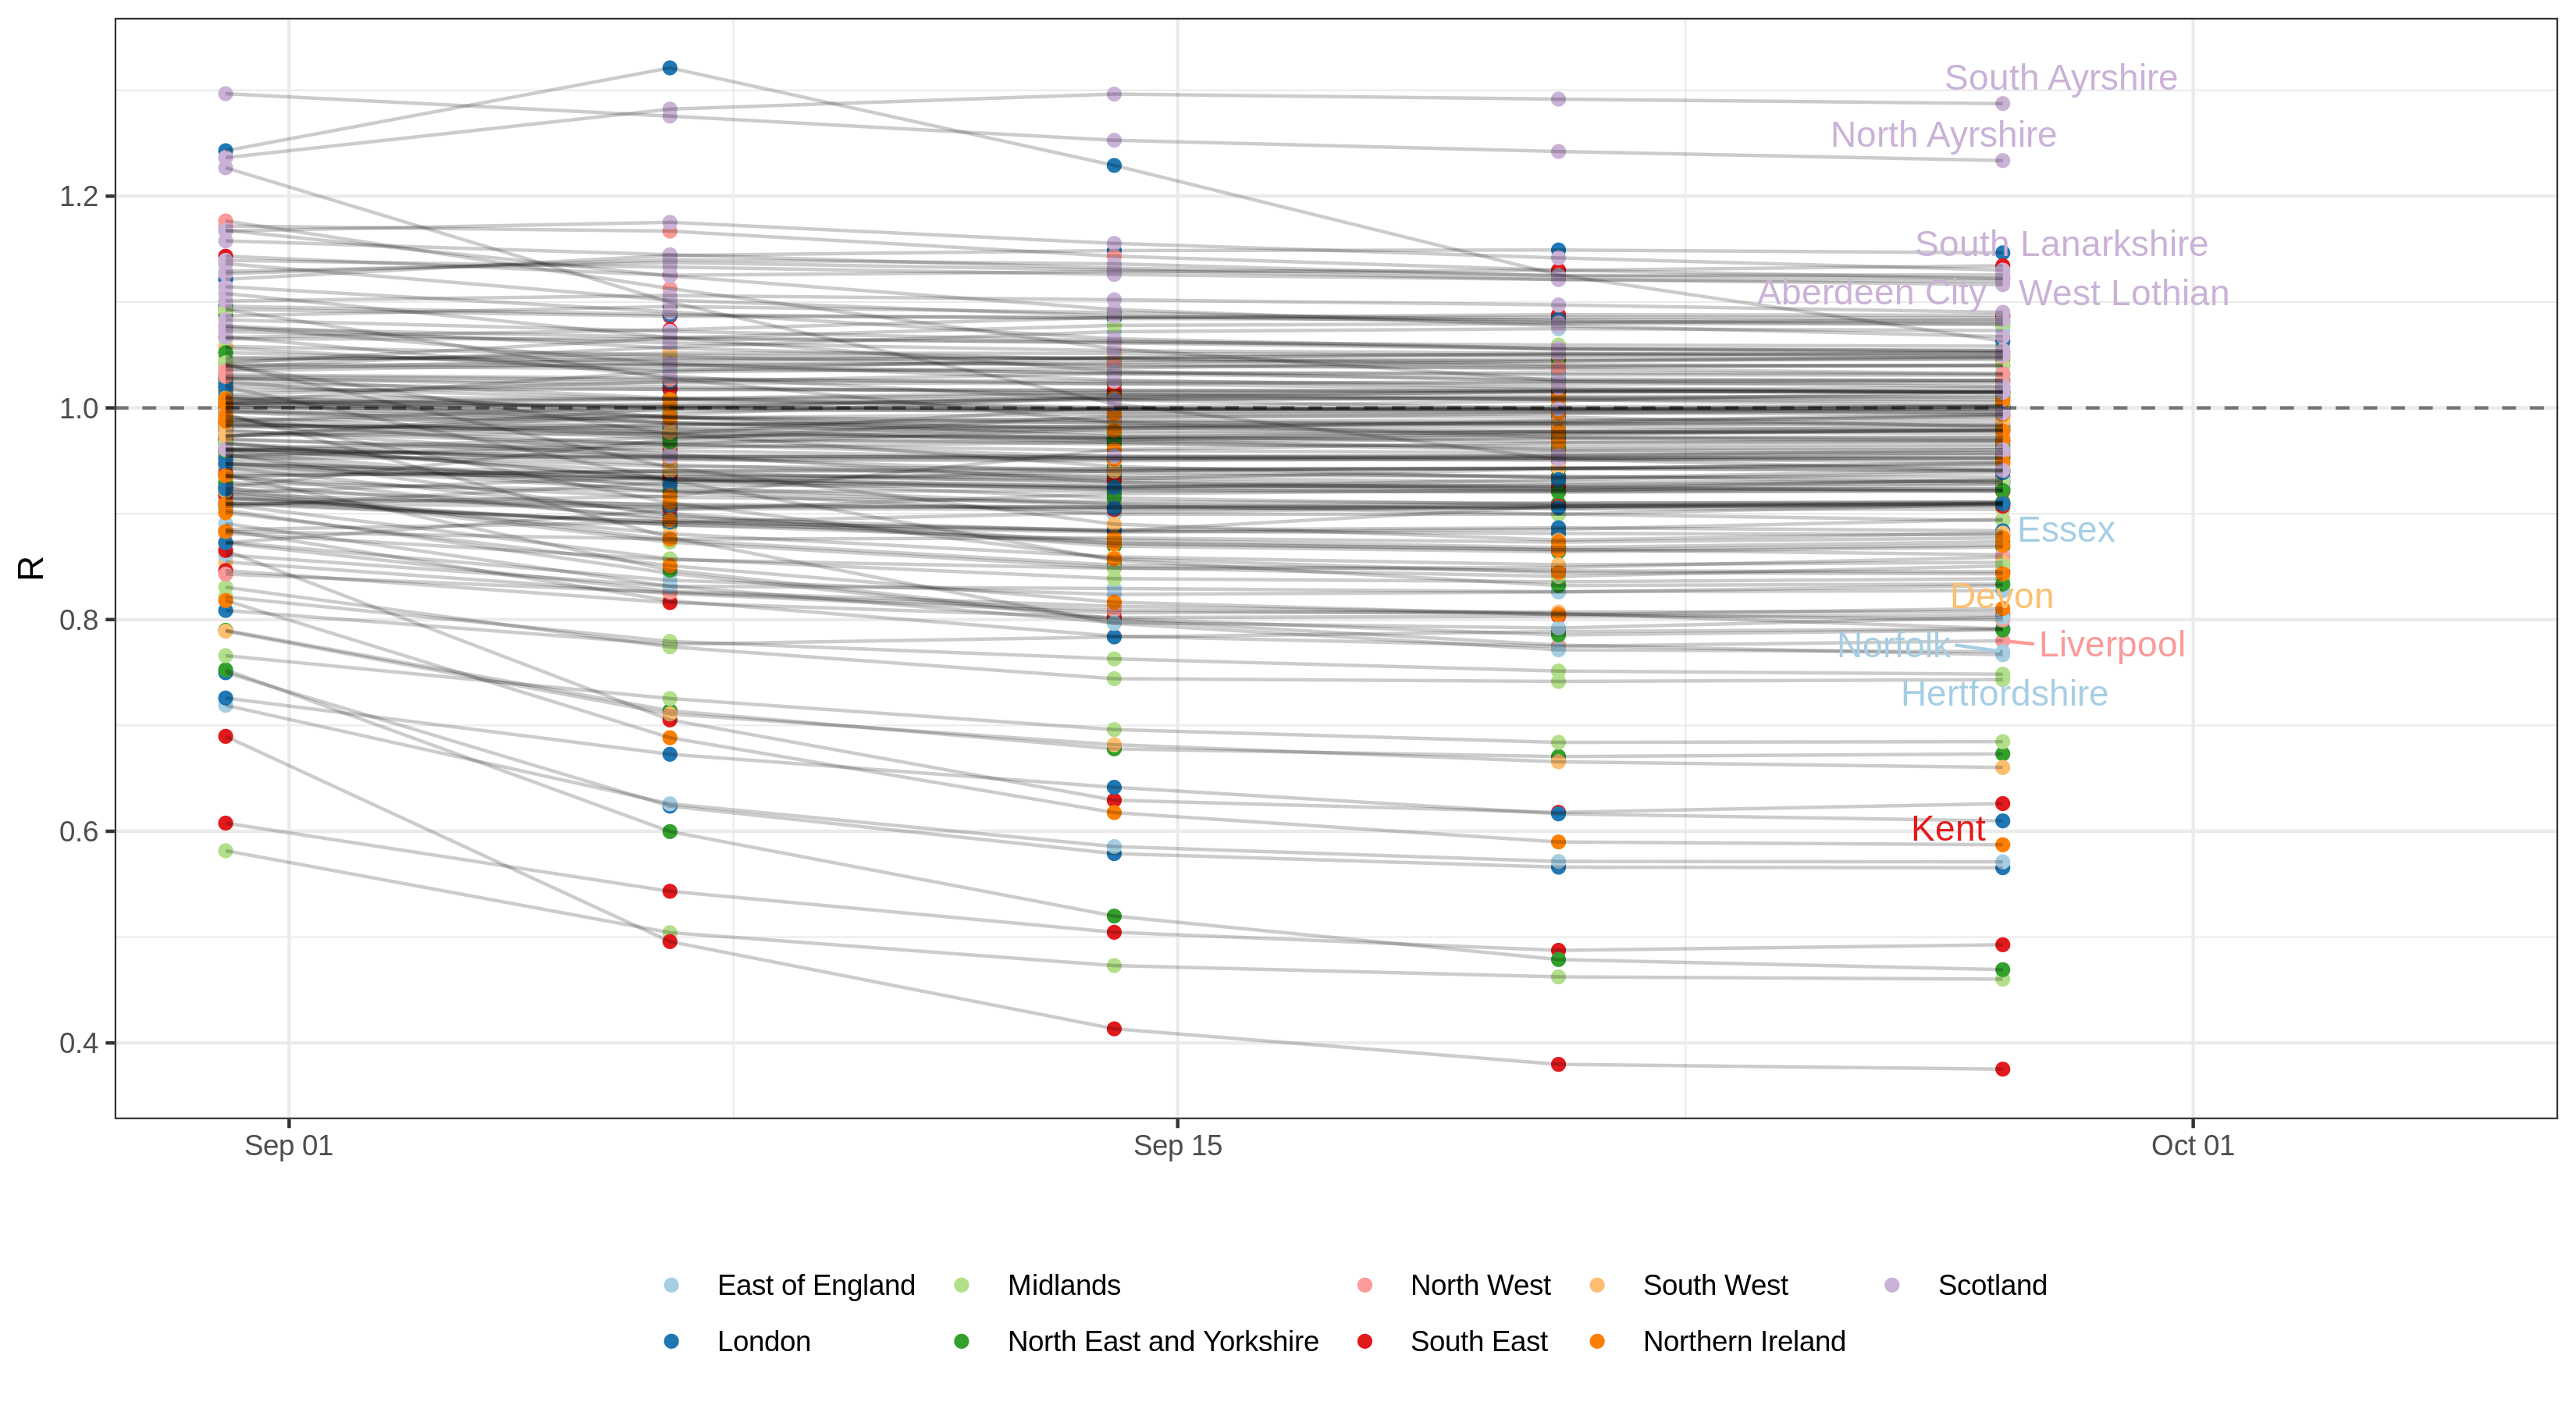 R
1.2
1.0
0.8
0.6
0.4
South Ayrshire
North Ayrshire
South Lanarkshire
Aberdeen City
West Lothian
Essex
Devon
Norfolk
Liverpool
Hertfordshire
Kent
Sep 01
Sep 15
Oct 01
East of England
Midlands
North West
South West
Scotland
London
North East and Yorkshire
South East
Northern Ireland